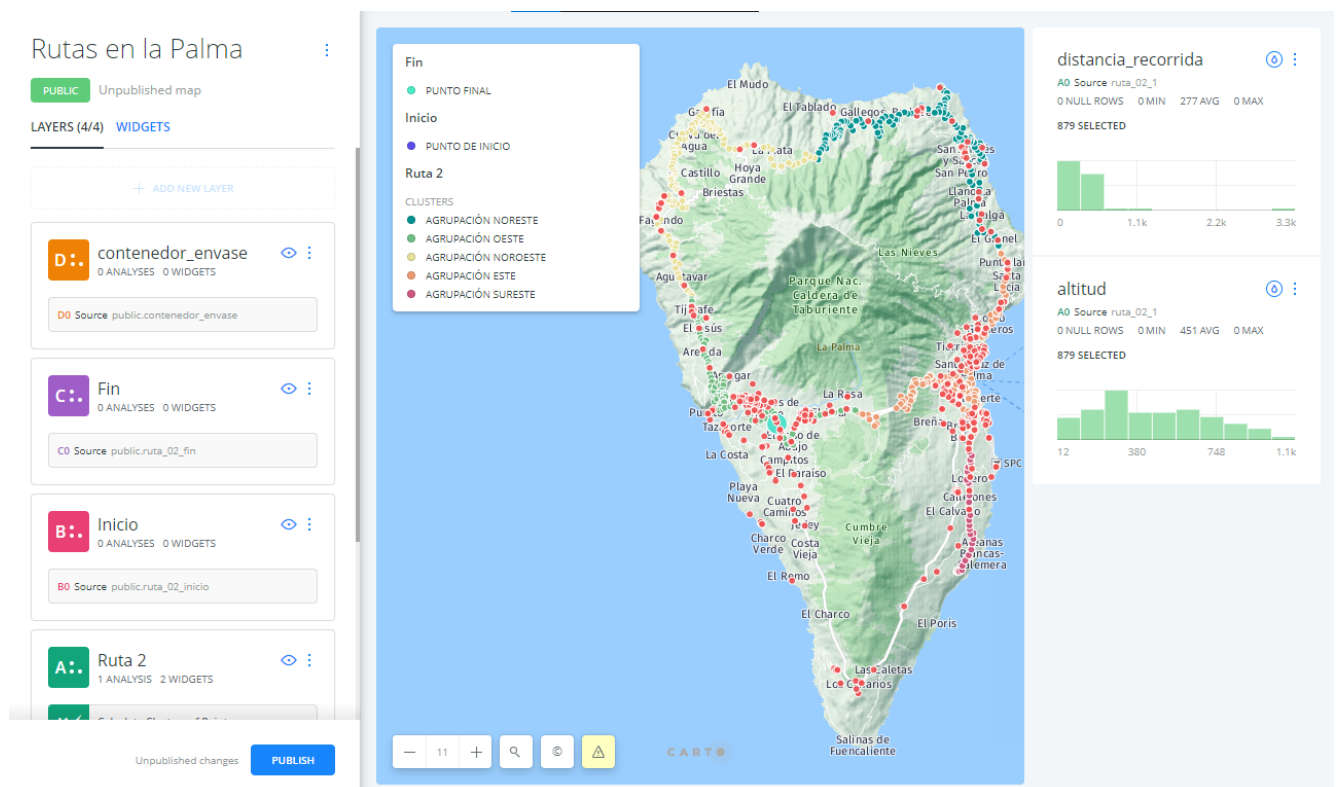 Rutas en la Palma
PUBLIC Unpublished map
LAYERS (4/4) WIDGETS
ADD NEW LAYER
D:. contenedor_envase
0 ANALYSES 0 WIDGETS
D0 Source public.contenedor_envase
C:. Fin
0 ANALYSES 0 WIDGETS
C0 Source public.ruta_02_fin
B:. Inicio
0 ANALYSES 0 WIDGETS
B0 Source public.ruta_02_inicio
A:. Ruta 2
1 ANALYSIS 2 WIDGETS
Unpublished changes PUBLISH
Fin
PUNTO FINAL
Inicio
PUNTO DE INICIO
Ruta 2
CLUSTERS
AGRUPACIÓN NORESTE
AGRUPACIÓN OESTE
AGRUPACIÓN NOROESTE
AGRUPACIÓN ESTE
AGRUPACIÓN SURESTE
El Mudo
El Tablado
Gallegos
Agua
Castillo
Hoya
Grande
Briestas
San Pedro
Las Nieves
Parque Nac.
Caldera de
Taburiente
La Palma
La Rosa
La Costa
El Paraíso
Playa
Nueva
Cuatro
Caminos
Charco
Verde
Costa
Vieja
Cumbre
Vieja
El Remo
El Charco
El Poris
El Calvario
SPC
Las Caletas
Salinas de
Fuencaliente
11
CARTO
distancia_recorrida
A0 Source ruta_02_1
0 NULL ROWS 0 MIN 277 AVG 0 MAX
879 SELECTED
0 1.1k 2.2k 3.3k
altitud
A0 Source ruta_02_1
0 NULL ROWS 0 MIN 451 AVG 0 MAX
879 SELECTED
12 380 748 1.1k